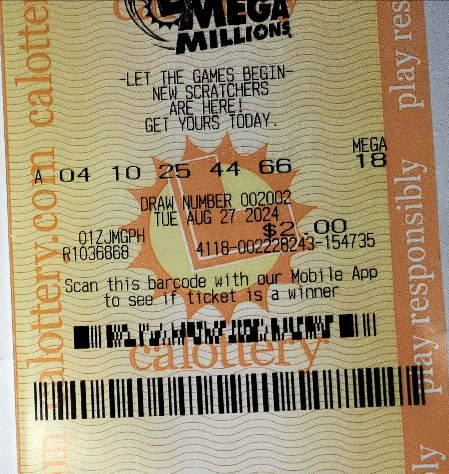 MEGA
MILLIONS
-LET THE GAMES BEGIN-
NEW SCRATCHERS
ARE HERE!
GET YOURS TODAY.
MEGA
A 04 10 25 44 66 18
DRAW NUMBER 002002
TUE AUG 27 2024
$2.00
01ZJMGPH
R1036868 4118-002228243-154735
Scan this barcode with our Mobile App
to see if ticket is a winner
calottery
calottery.com calottery
play responsibly play res